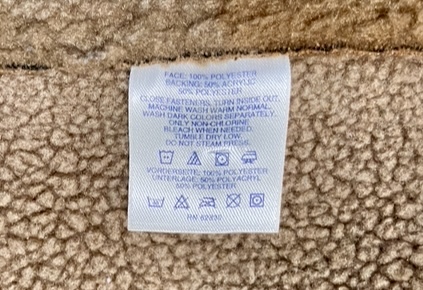 FACE: 100% POLYESTER
BACKING: 50% ACRYLIC
50% POLYESTER
CLOSE FASTENERS, TURN INSIDE OUT,
MACHINE WASH WARM NORMAL,
WASH DARK COLORS SEPARATELY,
ONLY NON-CHLORINE
BLEACH WHEN NEEDED,
TUMBLE DRY LOW,
DO NOT STEAM PRESS.
VORDERSEITE: 100% POLYESTER
UNTERLAGE: 50% POLYACRYL
50% POLYESTER
RN